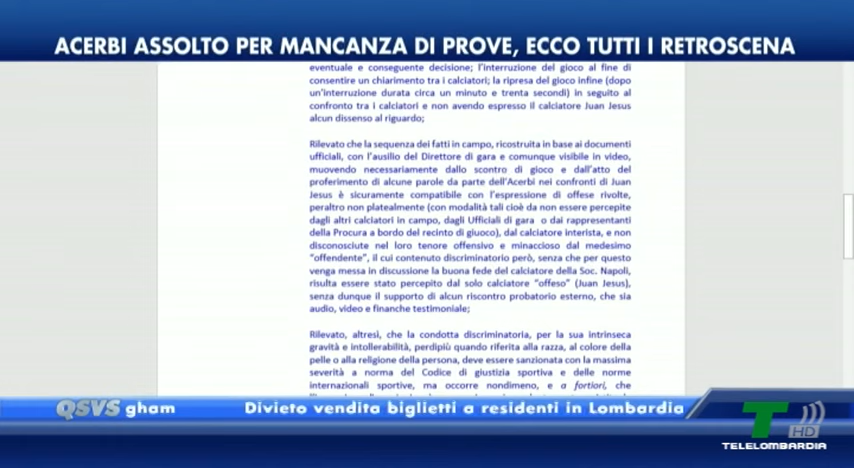 ACERBI ASSOLTO PER MANCANZA DI PROVE, ECCO TUTTI I RETROSCENA
eventuale e conseguente decisione; l'interruzione del gioco al fine di
consentire un chiarimento tra i calciatori; la ripresa del gioco infine (dopo
un'interruzione durata circa un minuto e trenta secondi) in seguito al
confronto tra i calciatori e non avendo espresso il calciatore Juan Jesus
alcun dissenso al riguardo;
Rilevato che la sequenza dei fatti in campo, ricostruita in base ai documenti
ufficiali, con l'ausilio del Direttore di gara e comunque visibile in video,
muovendo necessariamente dallo scontro di gioco e dall'atto del
proferimento di alcune parole da parte dell'Acerbi nei confronti di Juan
Jesus è sicuramente compatibile con l'espressione di offese rivolte,
peraltro non platealmente (con modalità tali cioè da non essere percepite
dagli altri calciatori in campo, dagli Ufficiali di gara o dai rappresentanti
della Procura a bordo del recinto di giuoco), dal calciatore interista, e non
disconosciute nel loro tenore offensivo e minaccioso dal medesimo
"offendente", il cui contenuto discriminatorio però, senza che per questo
venga messa in discussione la buona fede del calciatore della Soc. Napoli,
risulta essere stato percepito dal solo calciatore "offeso" (Juan Jesus),
senza dunque il supporto di alcun riscontro probatorio esterno, che sia
audio, video e finanche testimoniale;
Rilevato, altresì, che la condotta discriminatoria, per la sua intrinseca
gravità e intollerabilità, perdipiù quando riferita alla razza, al colore della
pelle o alla religione della persona, deve essere sanzionata con la massima
severità a norma del Codice di giustizia sportiva e delle norme
internazionali sportive, ma occorre nondimeno, e a fortiori, che
QSVS gham Divieto vendita biglietti a residenti in Lombardia
T HD
TELELOMBARDIA